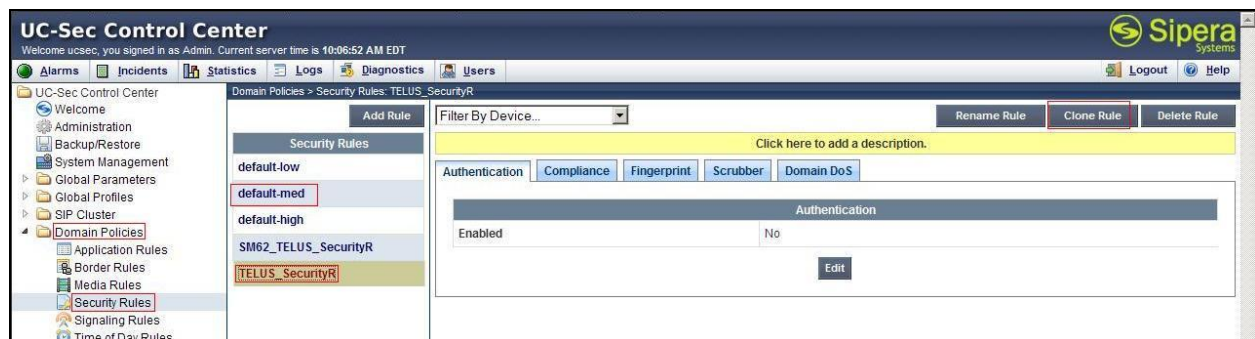 UC-Sec Control Center
Welcome ucsec, you signed in as Admin. Current server time is 10:06:52 AM EDT
Sipera
Systems
Alarms Incidents Statistics Logs Diagnostics Users Logout Help
UC-Sec Control Center
Welcome
Administration
Backup/Restore
System Management
Global Parameters
Global Profiles
SIP Cluster
Domain Policies
Application Rules
Border Rules
Media Rules
Security Rules
Signaling Rules
Time of Day Rules
Domain Policies > Security Rules: TELUS_SecurityR
Add Rule
Security Rules
default-low
default-med
default-high
SM62_TELUS_SecurityR
TELUS_SecurityR
Filter By Device...
Rename Rule Clone Rule Delete Rule
Click here to add a description.
Authentication Compliance Fingerprint Scrubber Domain DoS
Authentication
Enabled No
Edit